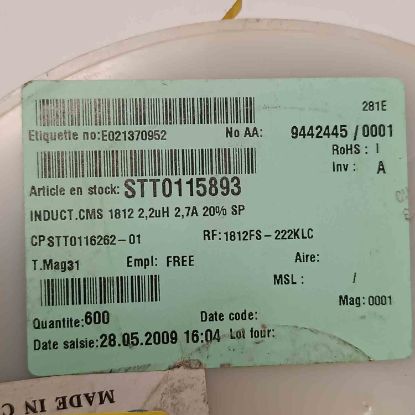 281E
Etiquette no:E021370952 No AA: 9442445 /0001
RoHS : I
Inv : A
Article en stock: STT0115893
INDUCT.CMS 1812 2,2uH 2,7A 20% SP
CPSTT0116262-01 RF:1812FS-222KLC
T.Mag31 Empl: FREE Aire:
MSL : /
Mag: 0001
Quantite:600 Date code:
Date saisie:28.05.2009 16:04 Lot four:
MADE IN C